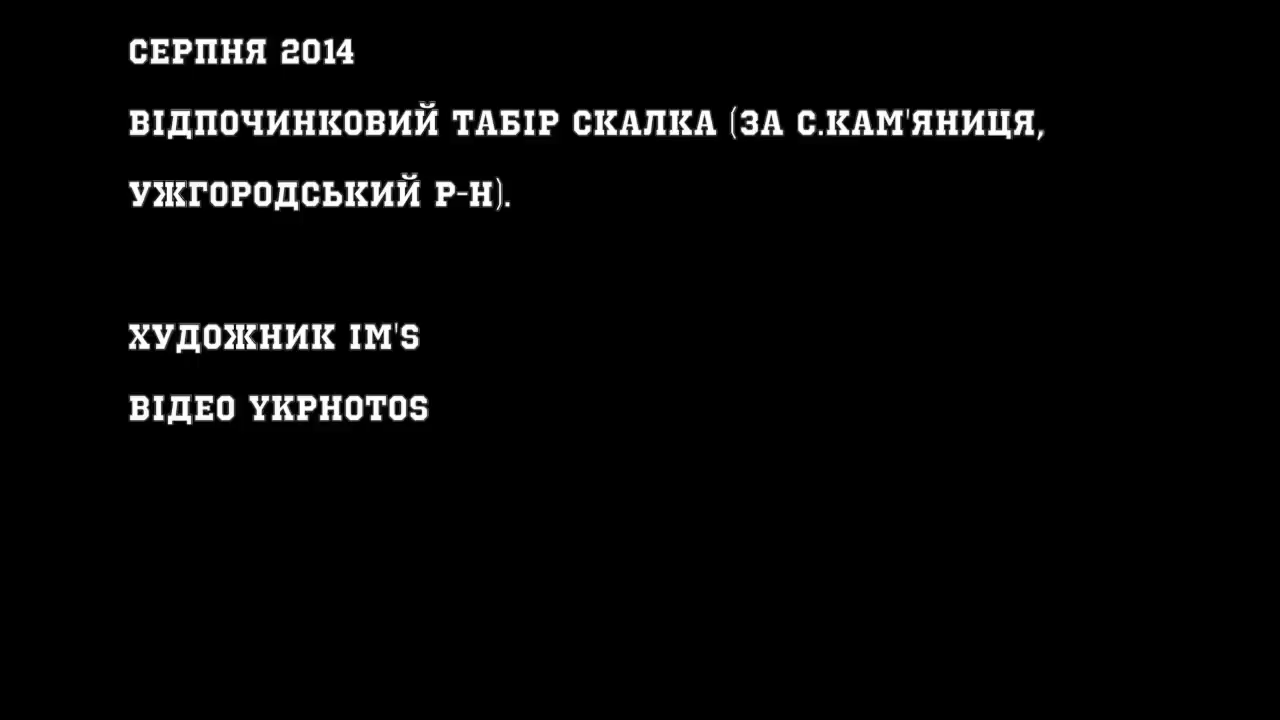 СЕРПНЯ 2014
ВІДПОЧИНКОВИЙ ТАБІР СКАЛКА (ЗА С.КАМ'ЯНИЦЯ,
УЖГОРОДСЬКИЙ Р-Н).
ХУДОЖНИК IM'S
ВІДЕО YKPHOTOS